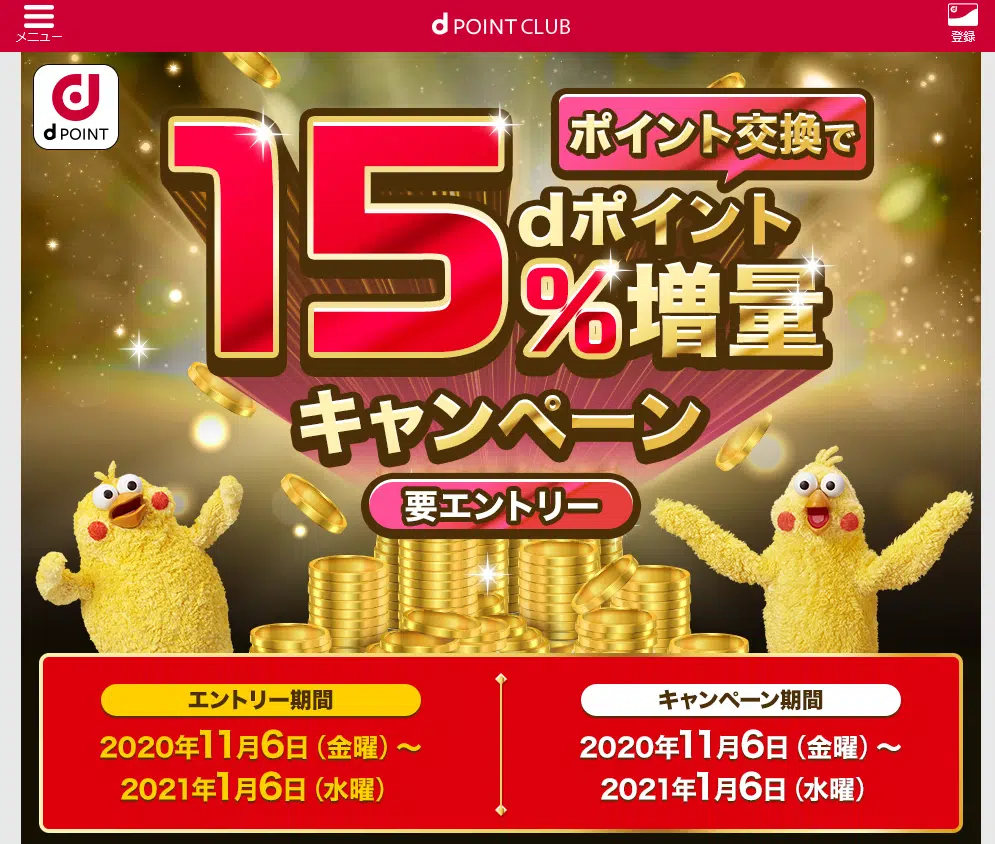 メニュー
d POINT CLUB
登録
d POINT
ポイント交換で
dポイント
15%増量
キャンペーン
要エントリー
エントリー期間
2020年11月6日（金曜）～
2021年1月6日（水曜）
キャンペーン期間
2020年11月6日（金曜）～
2021年1月6日（水曜）